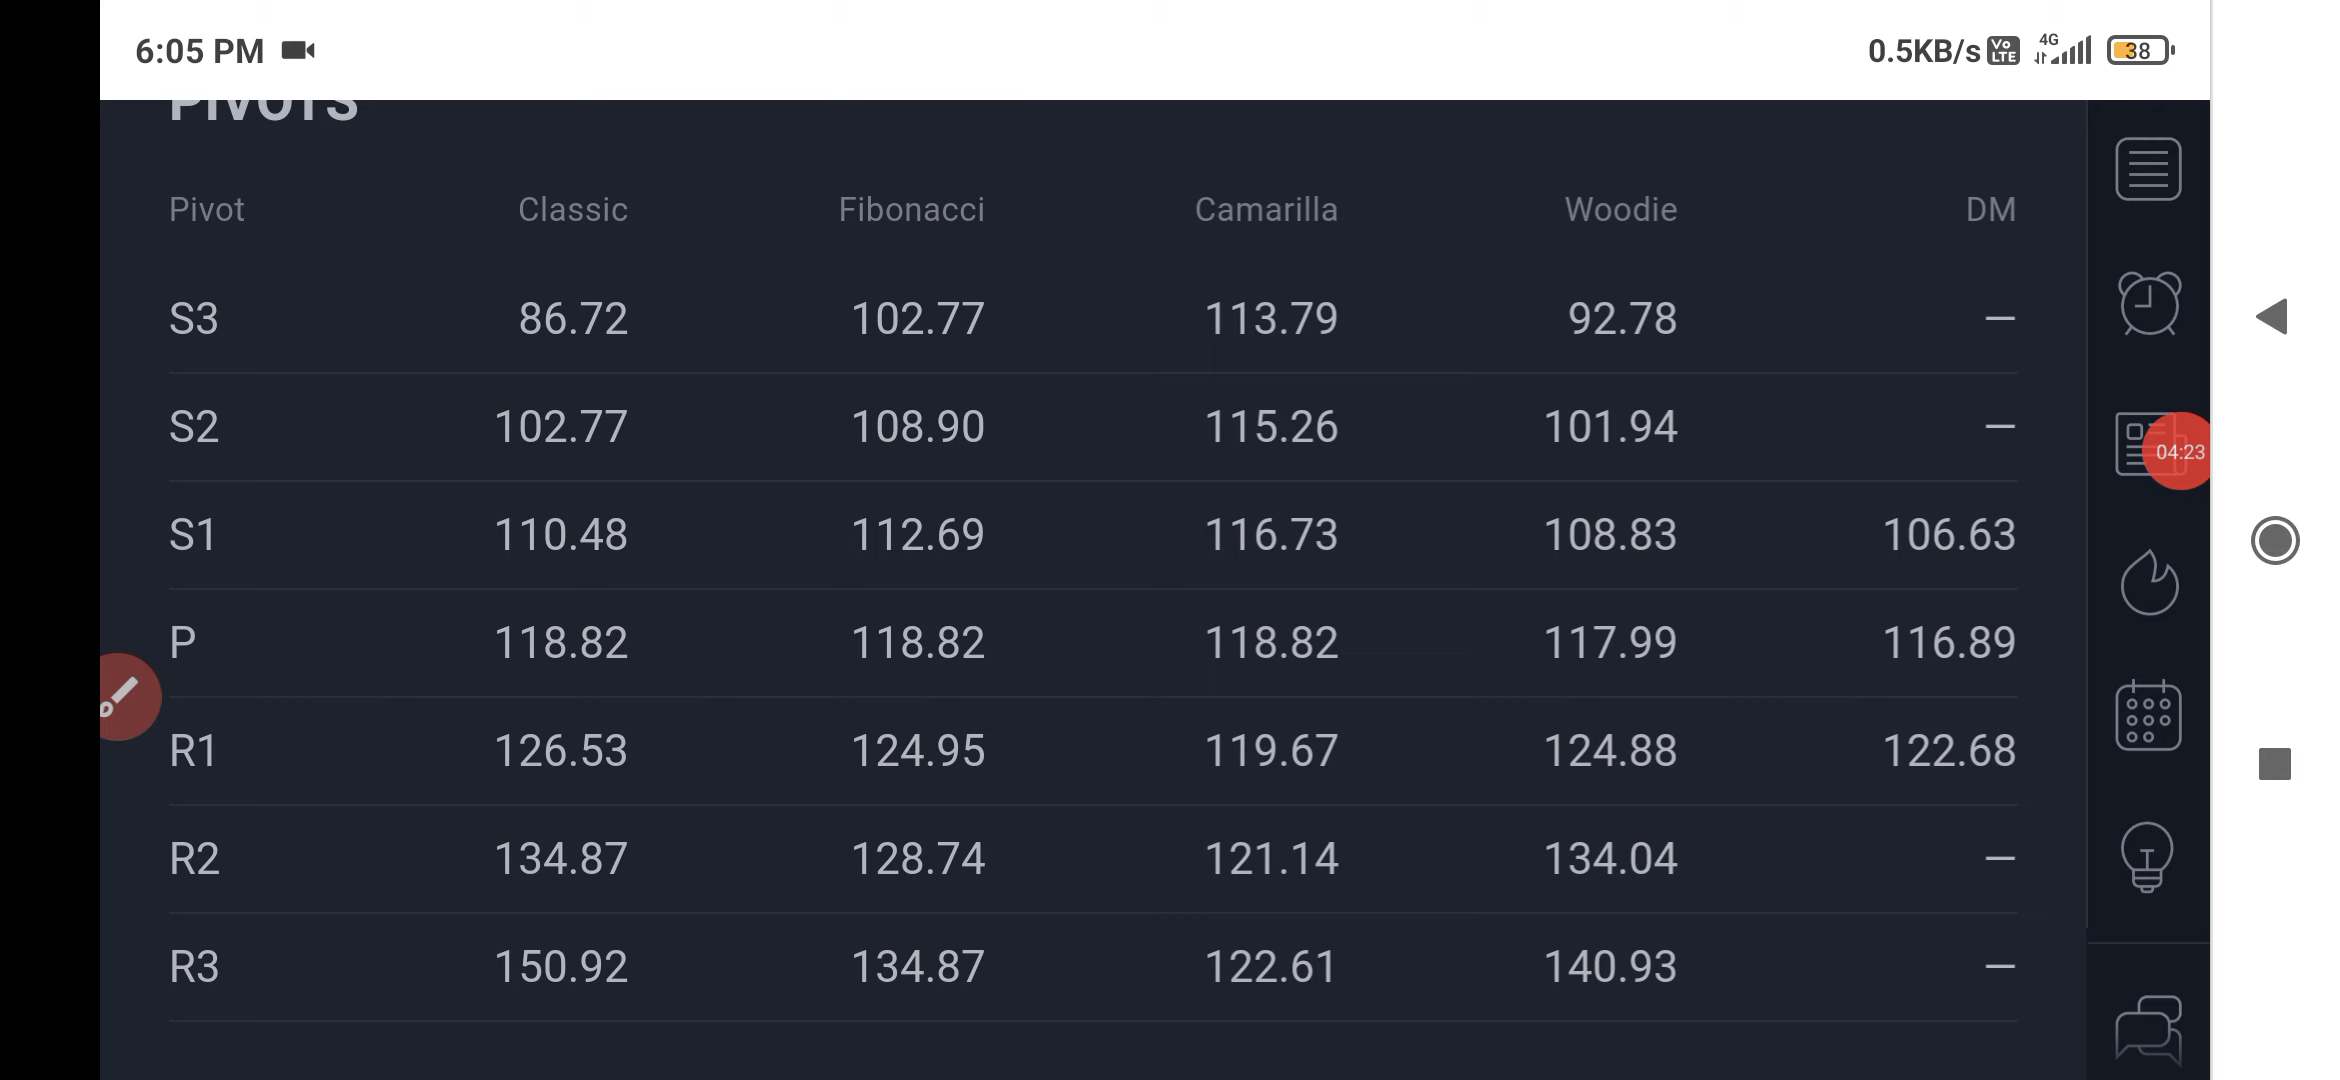 6:05 PM 0.5KB/s Vo LTE 4G 38
PIVOTS
Pivot Classic Fibonacci Camarilla Woodie DM
S3 86.72 102.77 113.79 92.78 —
S2 102.77 108.90 115.26 101.94 —
04:23
S1 110.48 112.69 116.73 108.83 106.63
P 118.82 118.82 118.82 117.99 116.89
R1 126.53 124.95 119.67 124.88 122.68
R2 134.87 128.74 121.14 134.04 —
R3 150.92 134.87 122.61 140.93 —